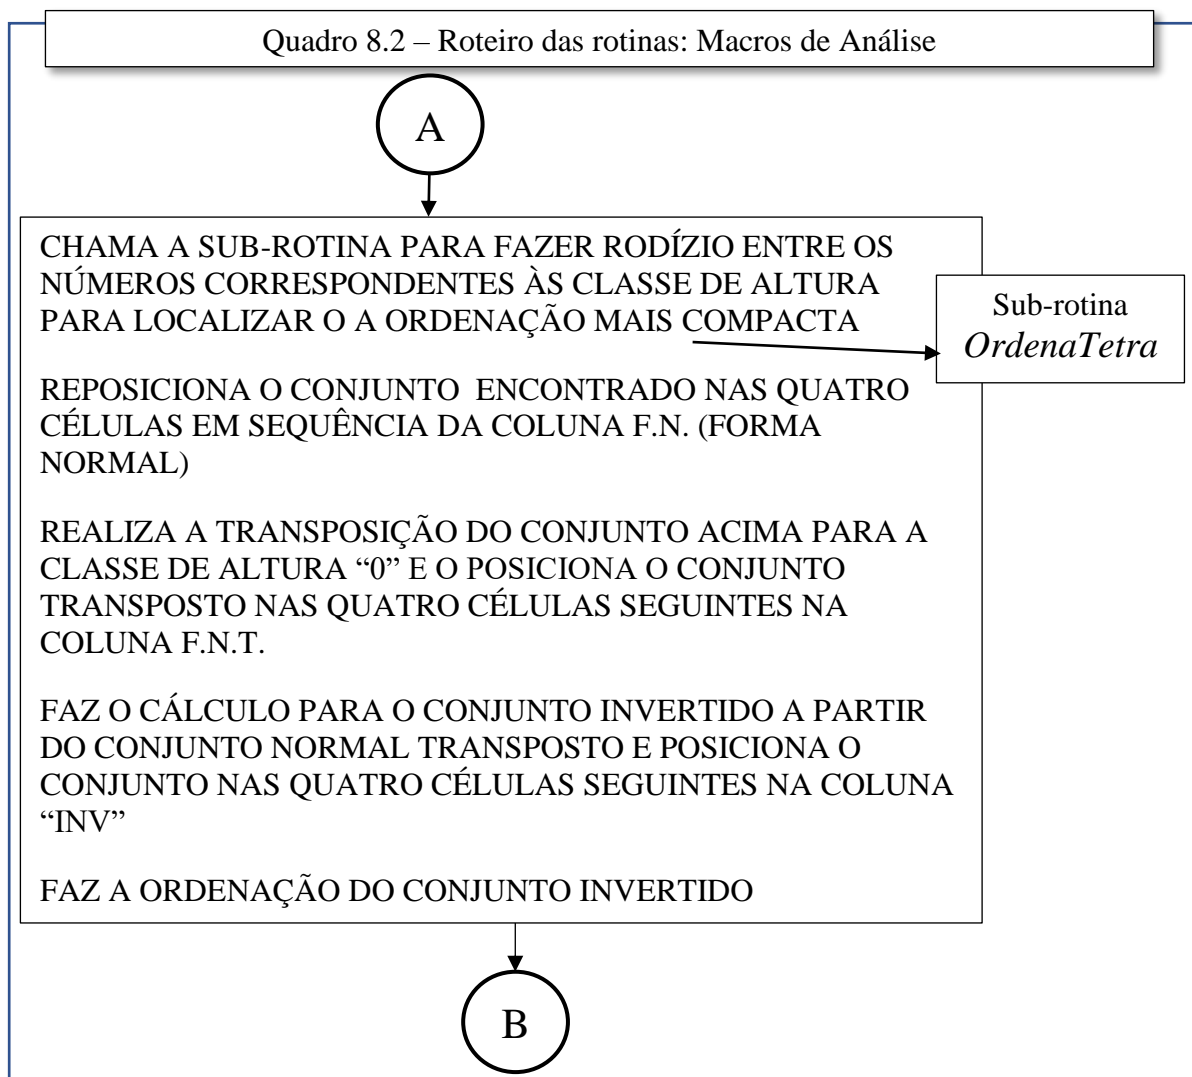 Quadro 8.2 – Roteiro das rotinas: Macros de Análise
A
CHAMA A SUB-ROTINA PARA FAZER RODÍZIO ENTRE OS
NÚMEROS CORRESPONDENTES ÀS CLASSE DE ALTURA
PARA LOCALIZAR O A ORDENAÇÃO MAIS COMPACTA
Sub-rotina
OrdenaTetra
REPOSICIONA O CONJUNTO ENCONTRADO NAS QUATRO
CÉLULAS EM SEQUÊNCIA DA COLUNA F.N. (FORMA
NORMAL)
REALIZA A TRANSPOSIÇÃO DO CONJUNTO ACIMA PARA A
CLASSE DE ALTURA “0” E O POSICIONA O CONJUNTO
TRANSPOSTO NAS QUATRO CÉLULAS SEGUINTES NA
COLUNA F.N.T.
FAZ O CÁLCULO PARA O CONJUNTO INVERTIDO A PARTIR
DO CONJUNTO NORMAL TRANSPOSTO E POSICIONA O
CONJUNTO NAS QUATRO CÉLULAS SEGUINTES NA COLUNA
“INV”
FAZ A ORDENAÇÃO DO CONJUNTO INVERTIDO
B